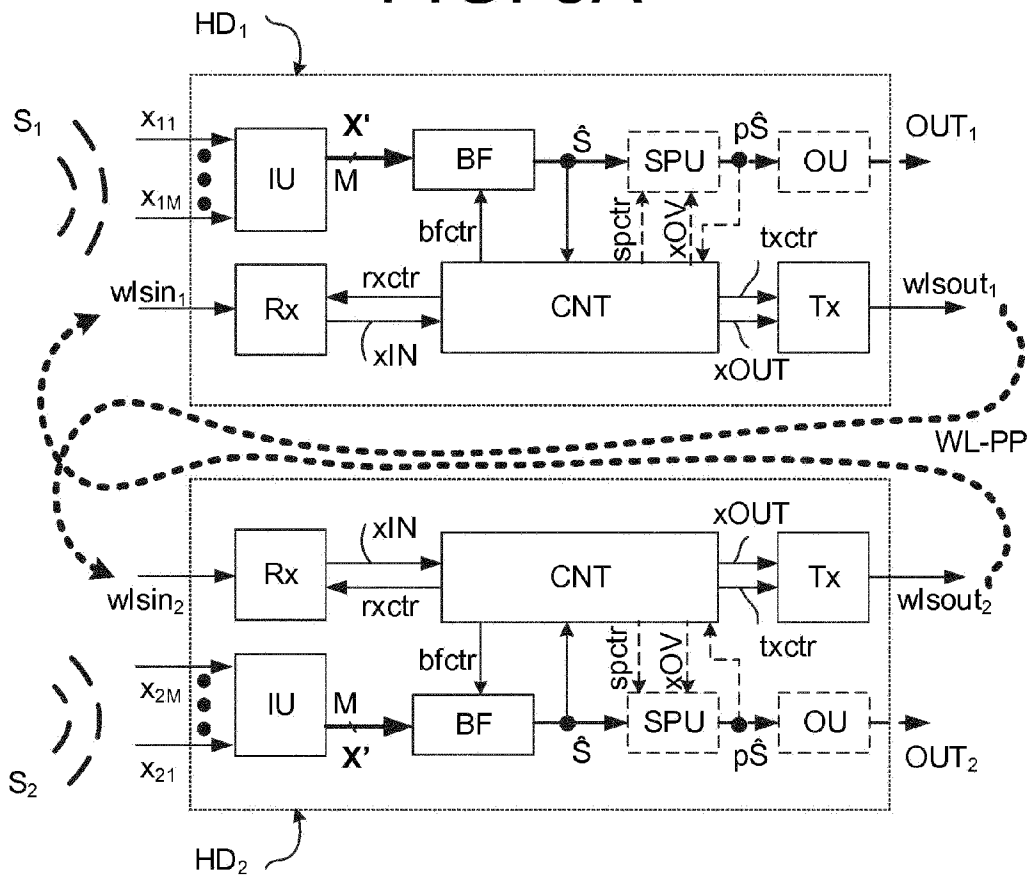 HD₁
S₁
x₁₁
x₁M
IU
X'
M
BF
Ŝ
SPU
pŜ
OU
OUT₁
bfctr
spctr
xOV
txctr
wlsin₁
Rx
rxctr
xIN
CNT
xOUT
Tx
wlsout₁
WL-PP
wlsin₂
Rx
xIN
rxctr
CNT
xOUT
txctr
Tx
wlsout₂
bfctr
spctr
xOV
S₂
x₂M
x₂₁
IU
M
X'
BF
Ŝ
SPU
pŜ
OU
OUT₂
HD₂